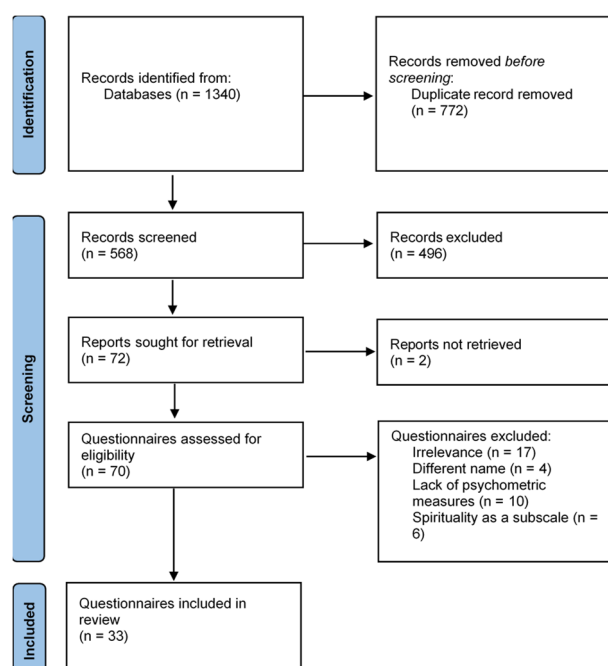 Identification
Records identified from:
Databases (n = 1340)
Records removed before
screening:
Duplicate record removed
(n = 772)
Screening
Records screened
(n = 568)
Records excluded
(n = 496)
Reports sought for retrieval
(n = 72)
Reports not retrieved
(n = 2)
Questionnaires assessed for
eligibility
(n = 70)
Questionnaires excluded:
Irrelevance (n = 17)
Different name (n = 4)
Lack of psychometric
measures (n = 10)
Spirituality as a subscale (n =
6)
Included
Questionnaires included in
review
(n = 33)